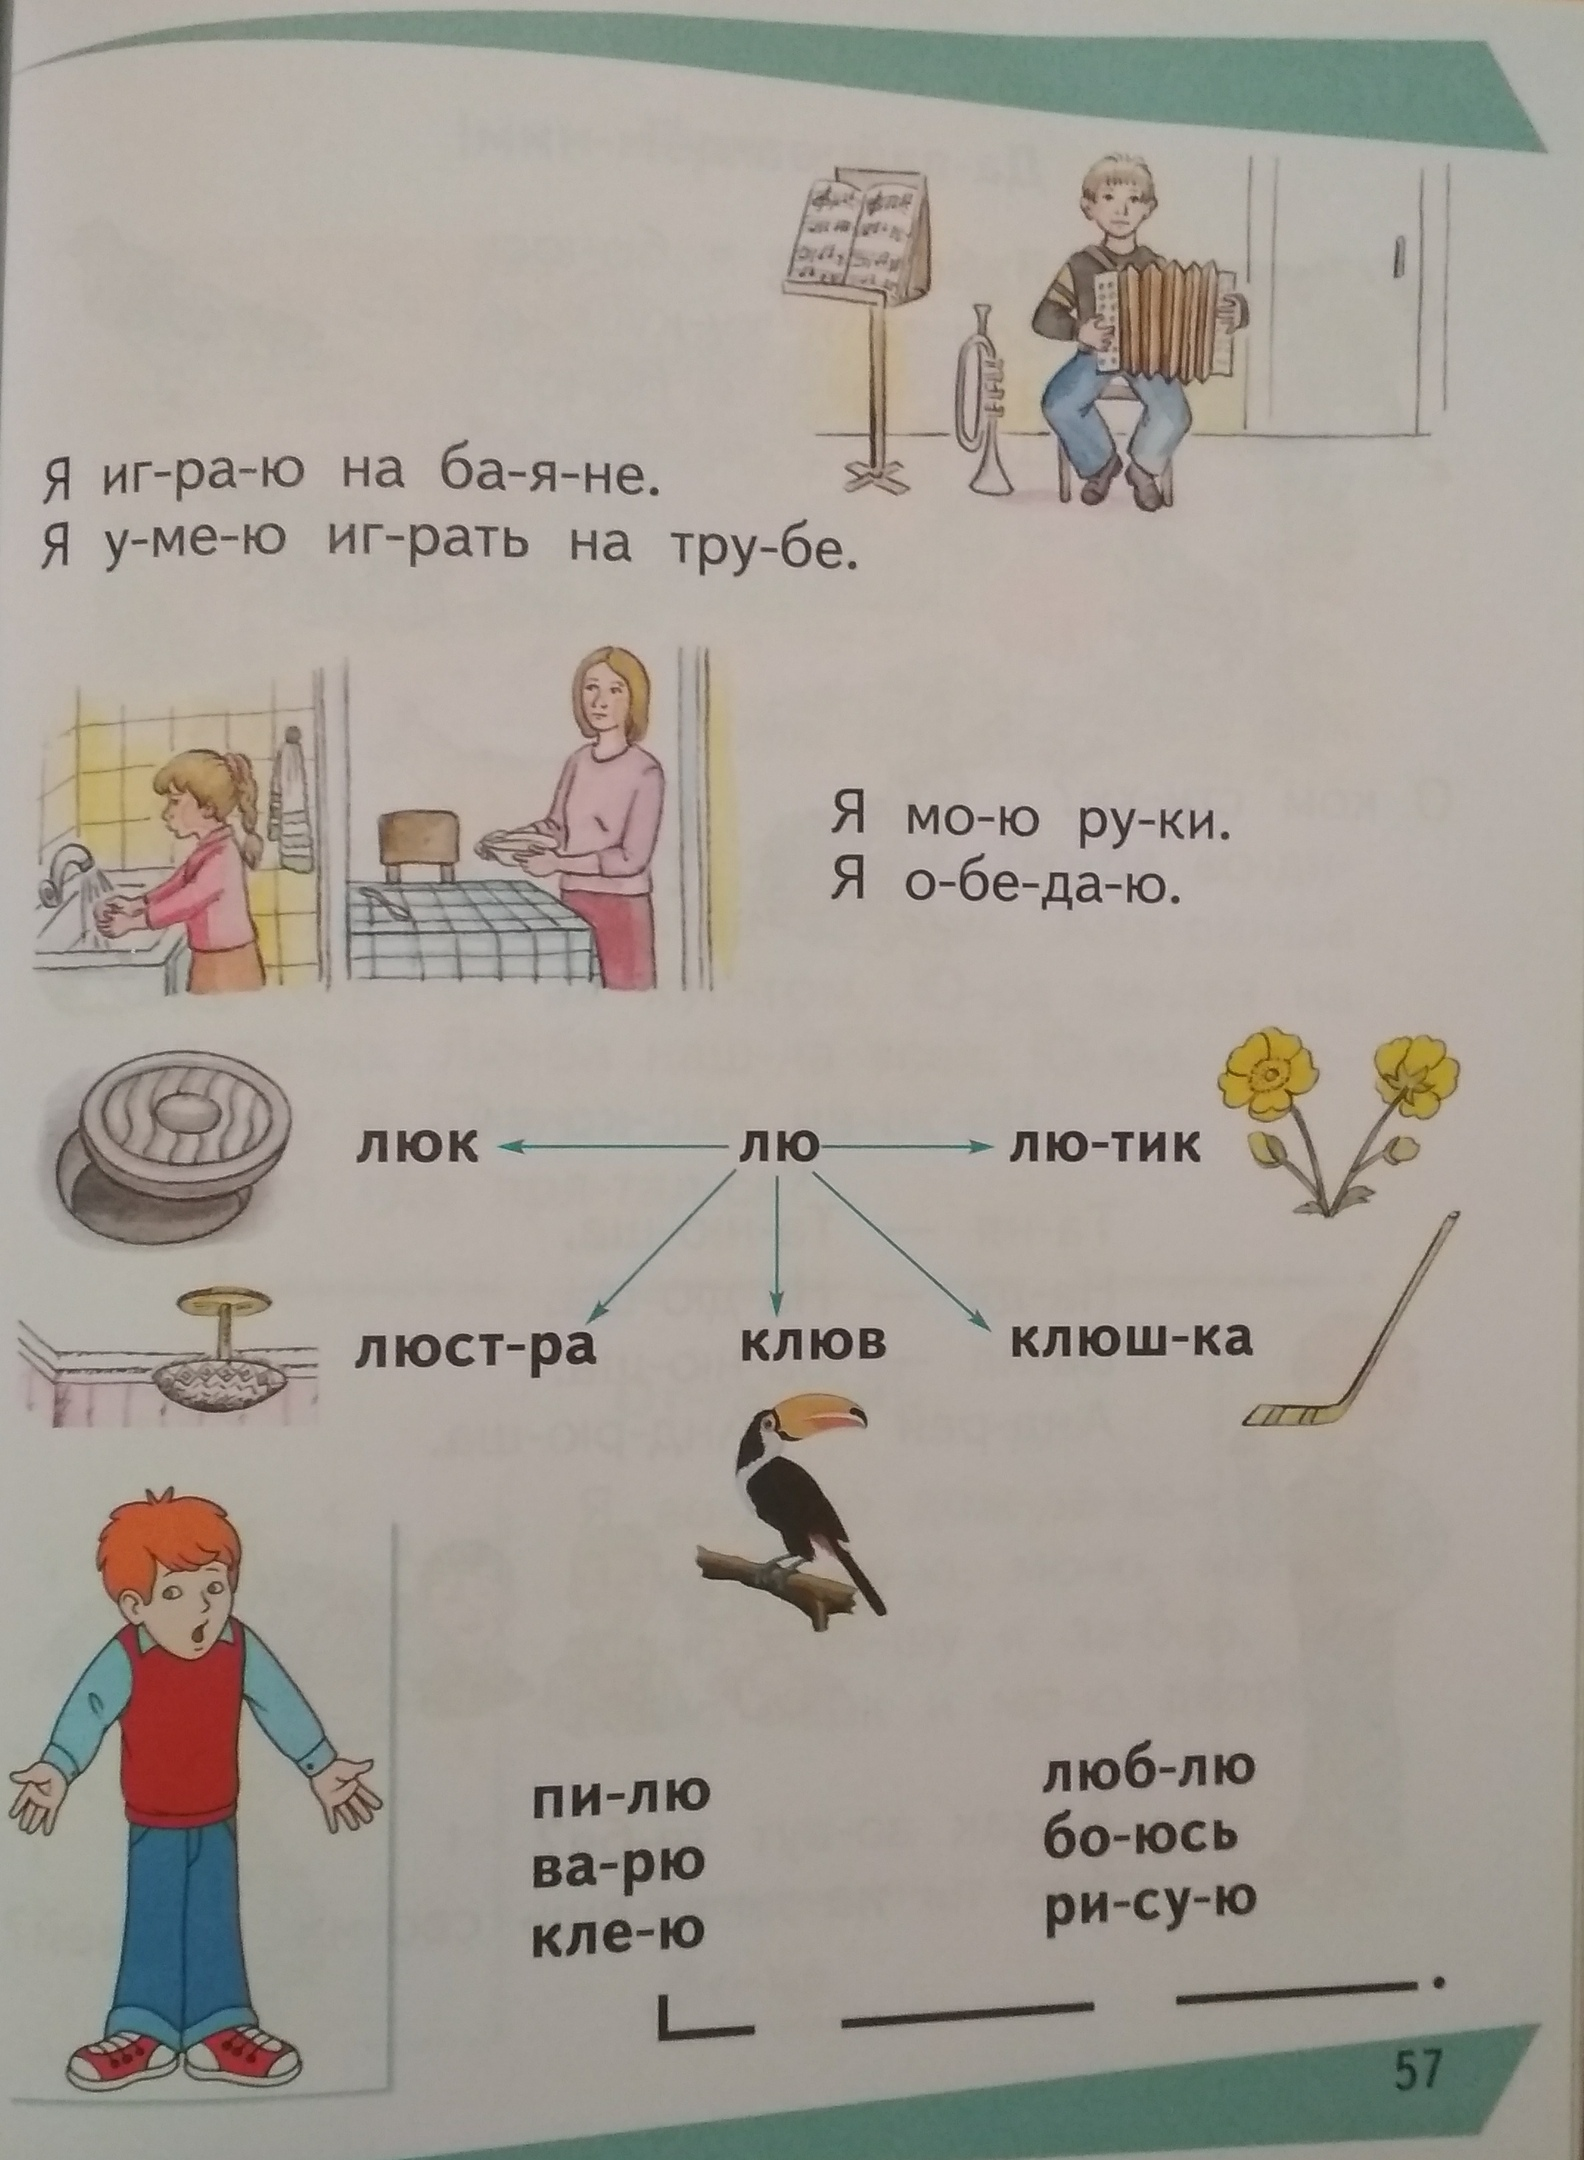 Я иг-ра-ю на ба-я-не.
Я у-ме-ю иг-рать на тру-бе.
Я мо-ю ру-ки.
Я о-бе-да-ю.
люк лю лю-тик
люст-ра клюв клюш-ка
пи-лю
ва-рю
кле-ю
люб-лю
бо-юсь
ри-су-ю
57